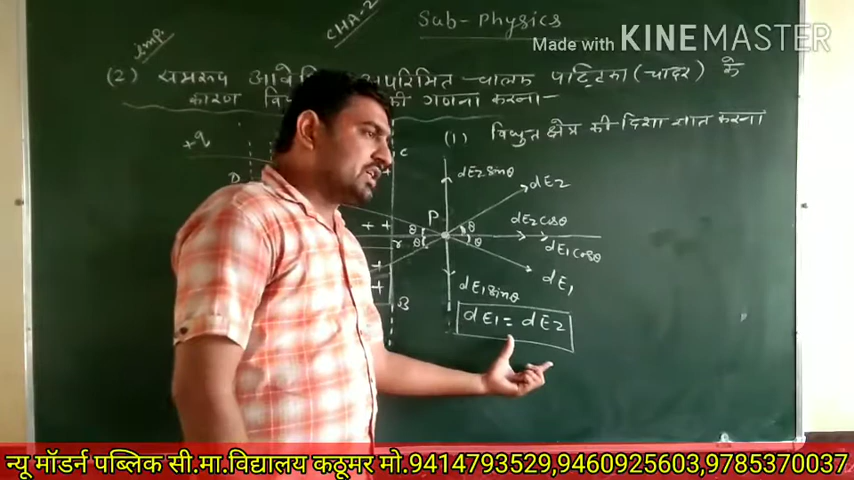 Sub-Physics
CHA-2
imp.
Made with KINEMASTER
(2) समरूप अपरिमित चालक पट्टिका (चादर) के
कारण की गणना करना-
+q
(1) विधुत क्षेत्र की दिशा ज्ञात करना
C
D
dE2 sinθ
dE2
P
θ
θ
dE2 cosθ
+ +
θ
θ
r
dE1 cosθ
+
dE1
+
dE1 sinθ
B
dE1 = dE2
न्यू मॉडर्न पब्लिक सी.मा.विद्यालय कठूमर मो.9414793529,9460925603,9785370037